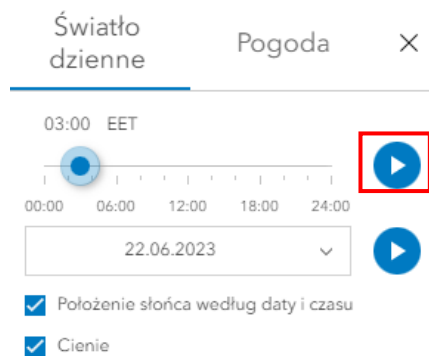 Światło
dzienne
Pogoda
03:00 EET
00:00 06:00 12:00 18:00 24:00
22.06.2023
Położenie słońca według daty i czasu
Cienie